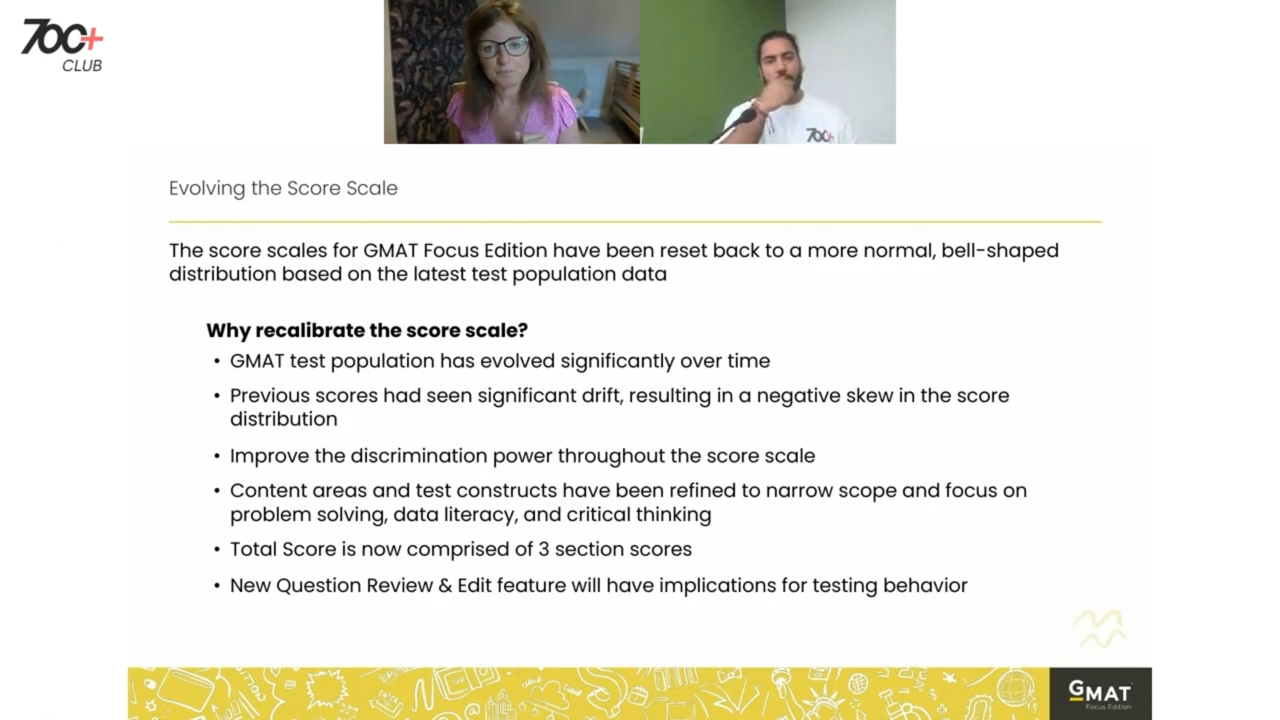 700+
CLUB
700+
Evolving the Score Scale
The score scales for GMAT Focus Edition have been reset back to a more normal, bell-shaped
distribution based on the latest test population data
Why recalibrate the score scale?
• GMAT test population has evolved significantly over time
• Previous scores had seen significant drift, resulting in a negative skew in the score
distribution
• Improve the discrimination power throughout the score scale
• Content areas and test constructs have been refined to narrow scope and focus on
problem solving, data literacy, and critical thinking
• Total Score is now comprised of 3 section scores
• New Question Review & Edit feature will have implications for testing behavior
GMAT
Focus Edition